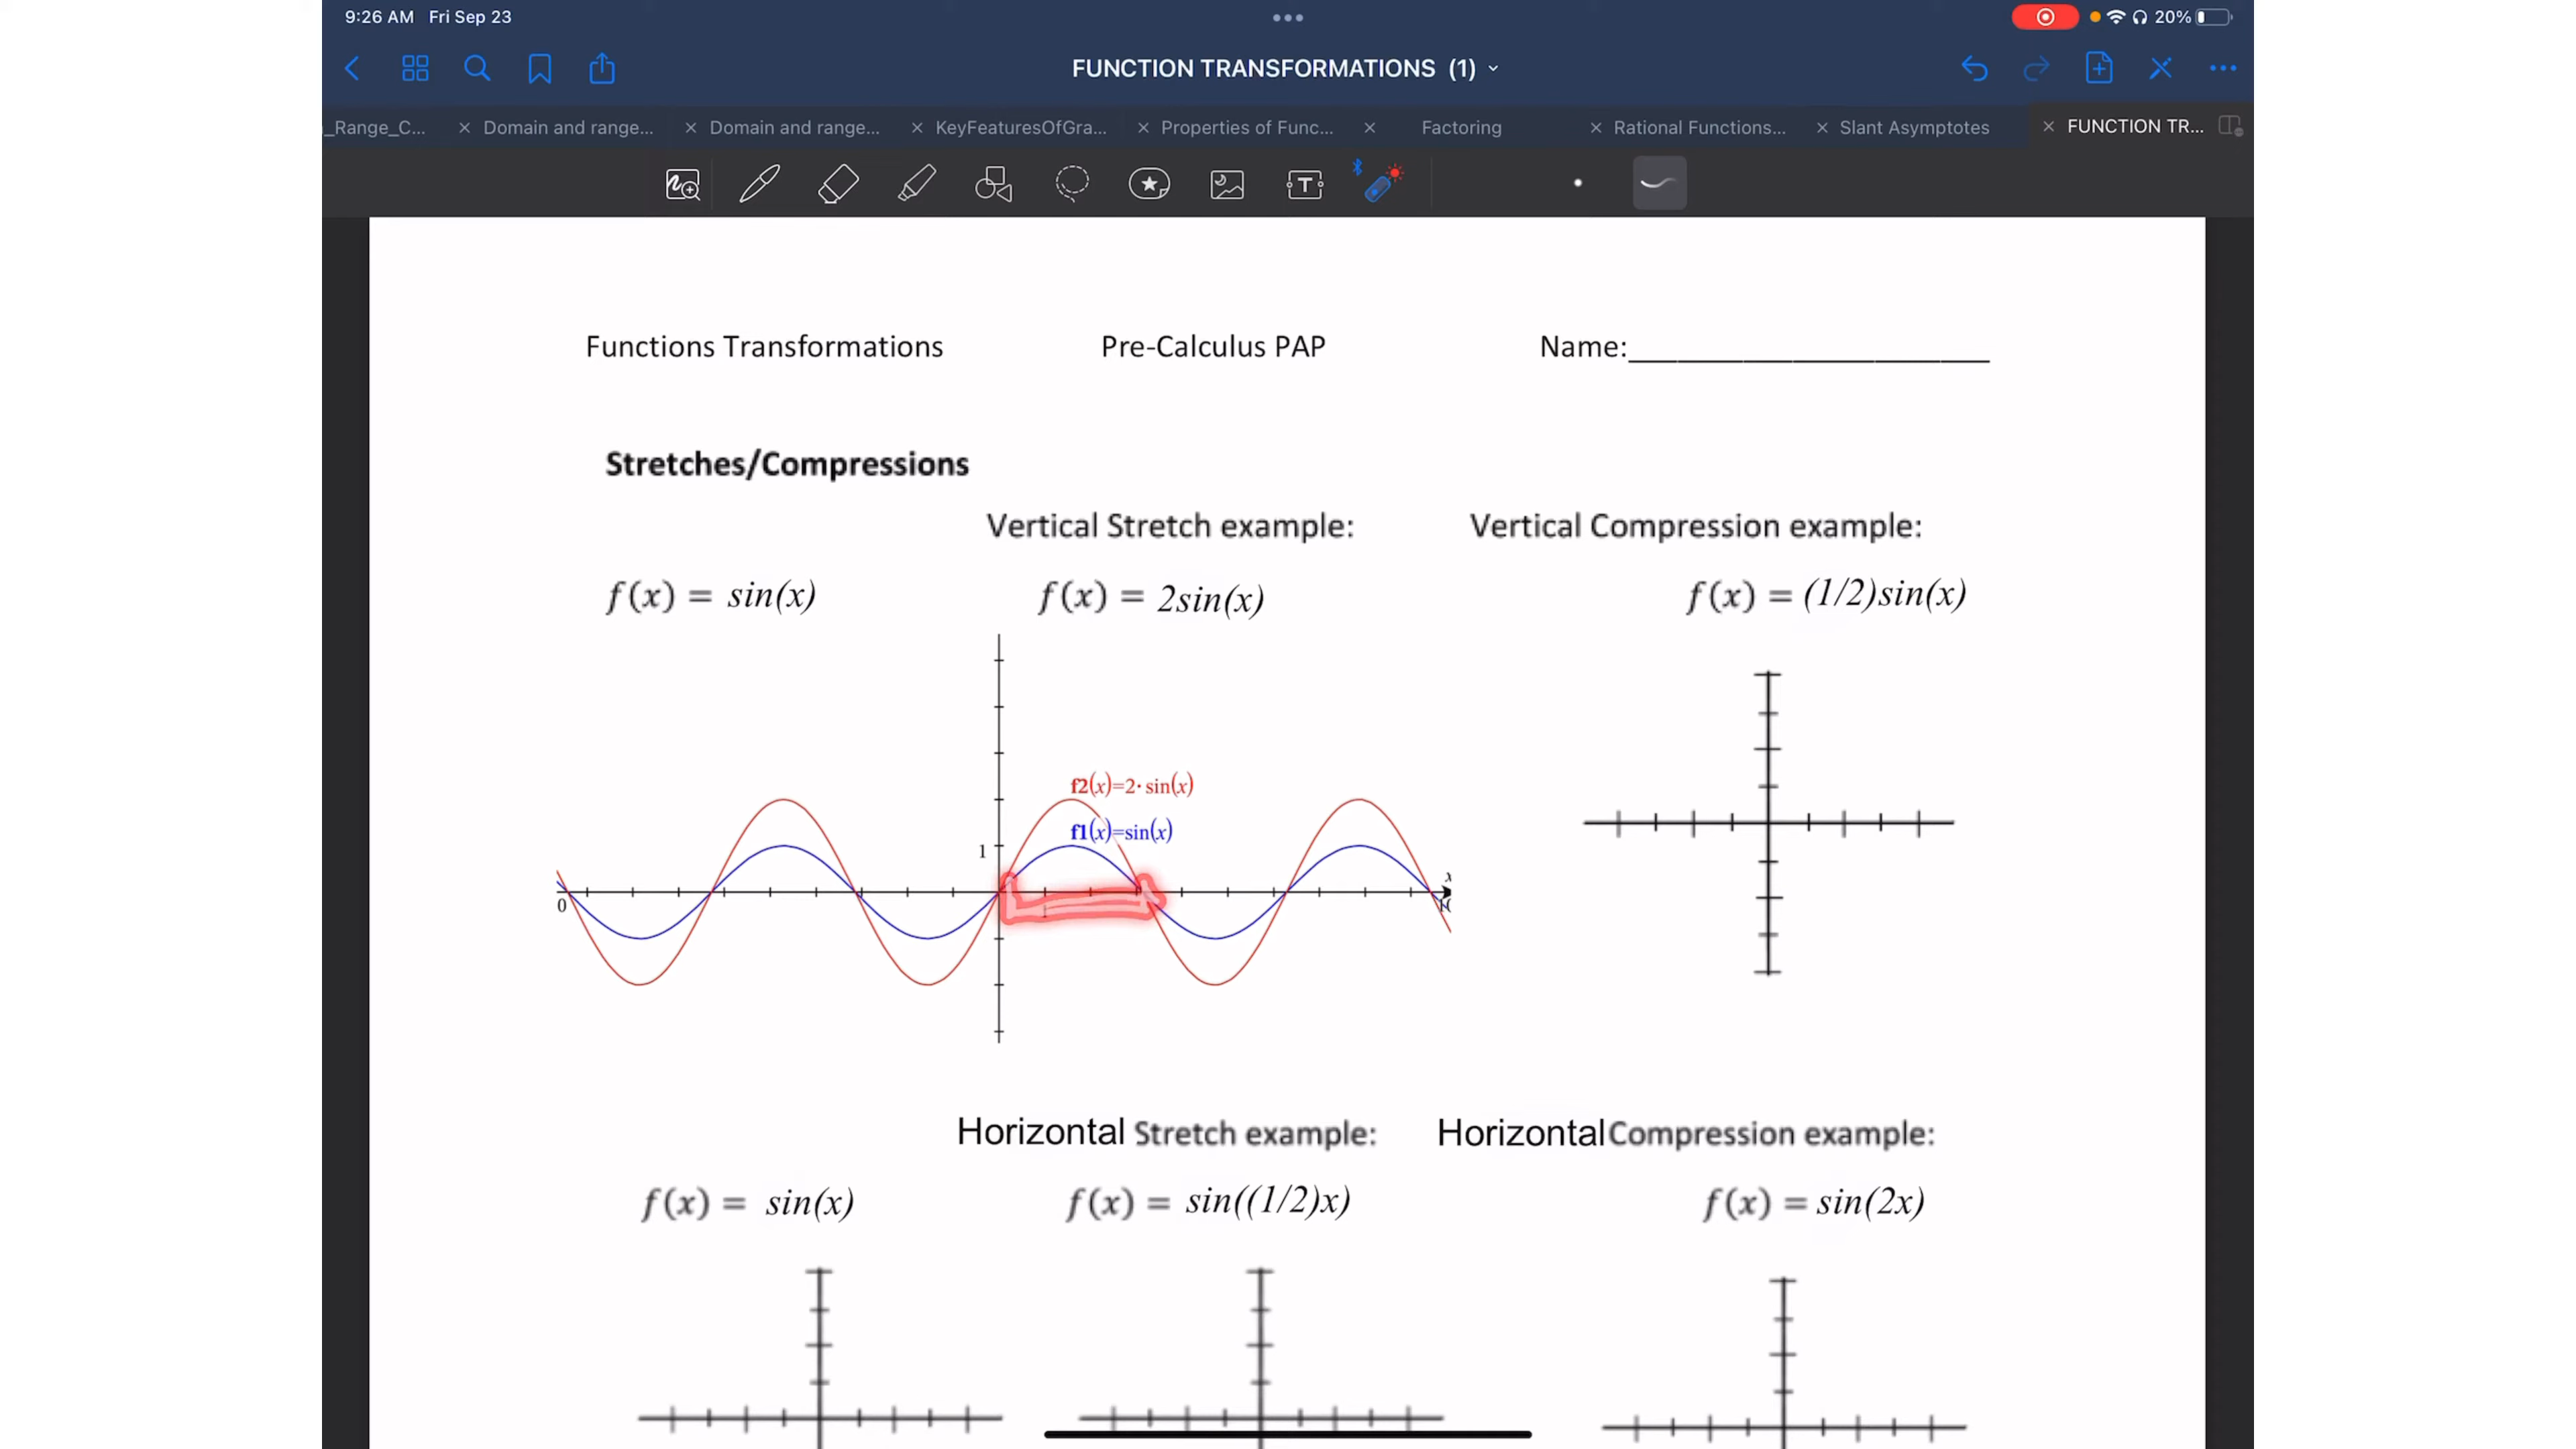 9:26 AM Fri Sep 23
20%
FUNCTION TRANSFORMATIONS (1)
_Range_C... Domain and range... Domain and range... KeyFeaturesOfGra... Properties of Func... Factoring Rational Functions... Slant Asymptotes FUNCTION TR...
Functions Transformations Pre-Calculus PAP Name:______________________
Stretches/Compressions
Vertical Stretch example: Vertical Compression example:
f(x) = sin(x) f(x) = 2sin(x) f(x) = (1/2)sin(x)
f2(x)=2·sin(x)
f1(x)=sin(x)
1
x
0
Horizontal Stretch example: Horizontal Compression example:
f(x) = sin(x) f(x) = sin((1/2)x) f(x) = sin(2x)